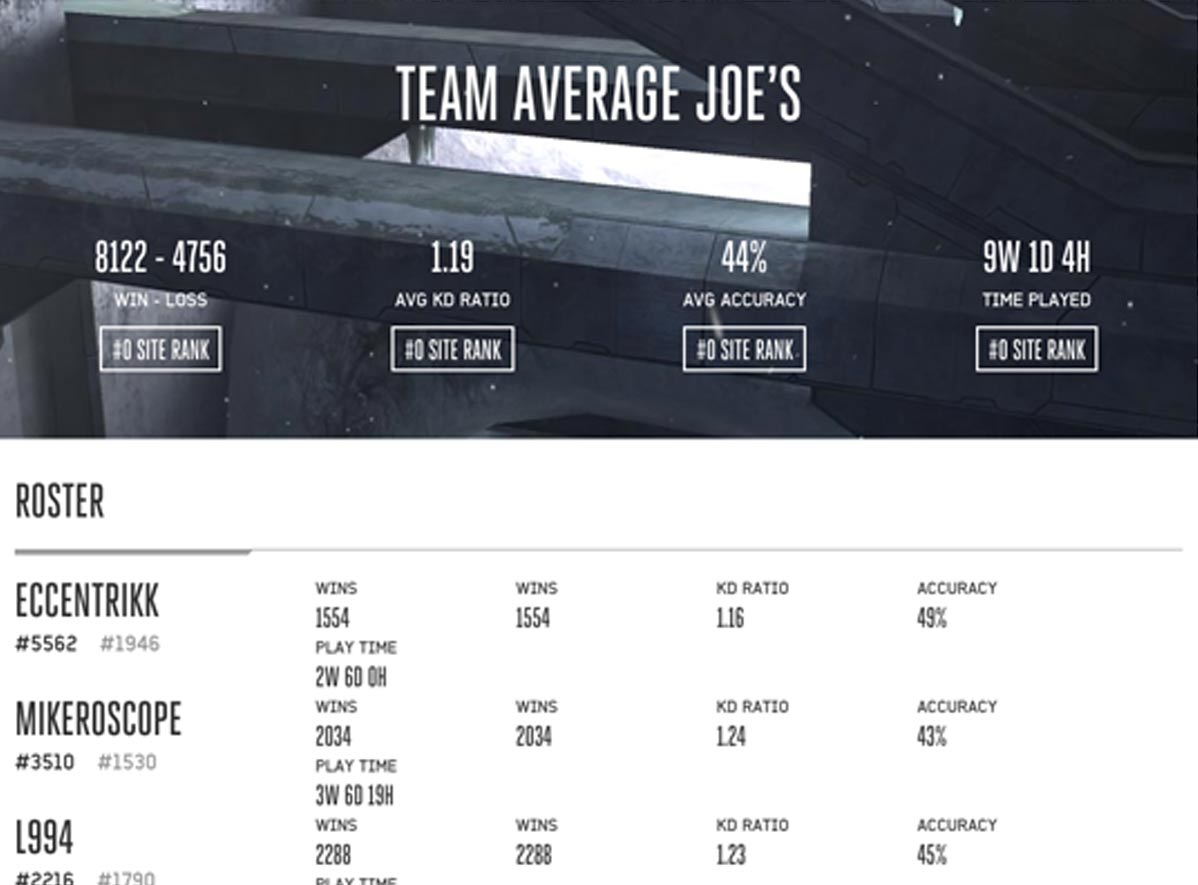 TEAM AVERAGE JOE'S
8122 - 4756 1.19 44% 9W 1D 4H
WIN - LOSS AVG KD RATIO AVG ACCURACY TIME PLAYED
#0 SITE RANK #0 SITE RANK #0 SITE RANK #0 SITE RANK
ROSTER
ECCENTRIKK
#5562 #1946
WINS WINS KD RATIO ACCURACY
1554 1554 1.16 49%
PLAY TIME
2W 6D 0H
MIKEROSCOPE
#3510 #1530
WINS WINS KD RATIO ACCURACY
2034 2034 1.24 43%
PLAY TIME
3W 6D 19H
L994
#2216 #1790
WINS WINS KD RATIO ACCURACY
2288 2288 1.23 45%
PLAY TIME